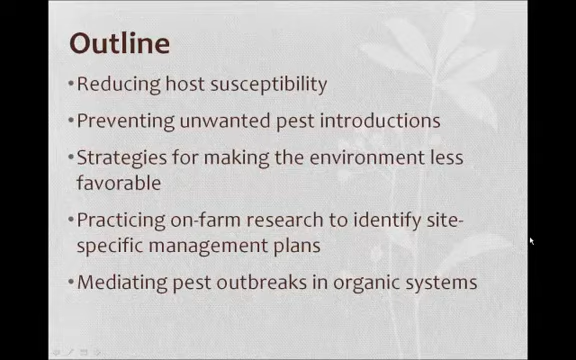 Outline
•Reducing host susceptibility
•Preventing unwanted pest introductions
•Strategies for making the environment less
favorable
•Practicing on-farm research to identify site-
specific management plans
•Mediating pest outbreaks in organic systems